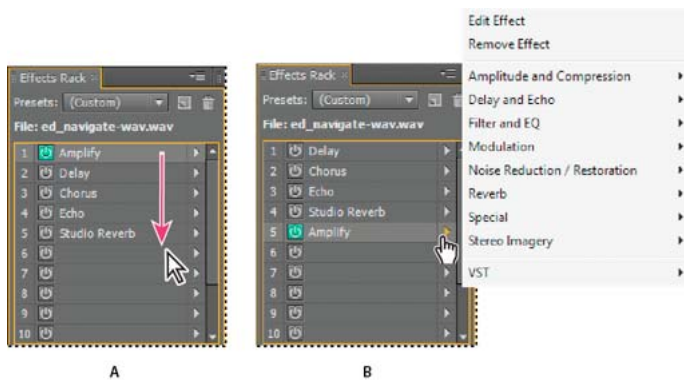 Effects Rack
Presets: (Custom)
File: ed_navigate-wav.wav
1 Amplify
2 Delay
3 Chorus
4 Echo
5 Studio Reverb
6
7
8
9
10
A
Effects Rack
Presets: (Custom)
File: ed_navigate-wav.wav
1 Delay
2 Chorus
3 Echo
4 Studio Reverb
5 Amplify
6
7
8
9
10
B
Edit Effect
Remove Effect
Amplitude and Compression
Delay and Echo
Filter and EQ
Modulation
Noise Reduction / Restoration
Reverb
Special
Stereo Imagery
VST